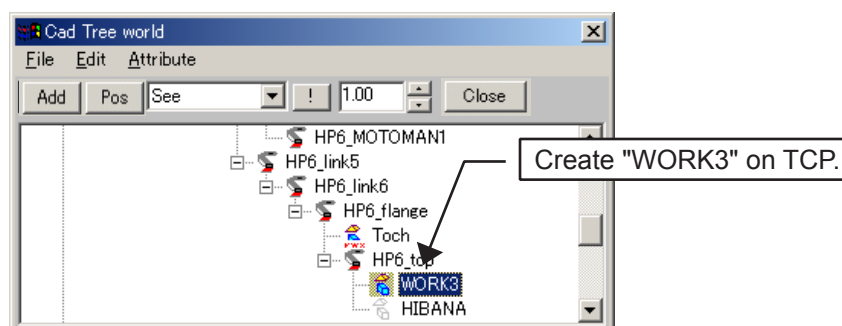 Cad Tree world
File Edit Attribute
Add Pos See ! 1.00 Close
HP6_MOTOMAN1
HP6_link5
Create "WORK3" on TCP.
HP6_link6
HP6_flange
Toch
HP6_top
WORK3
HIBANA